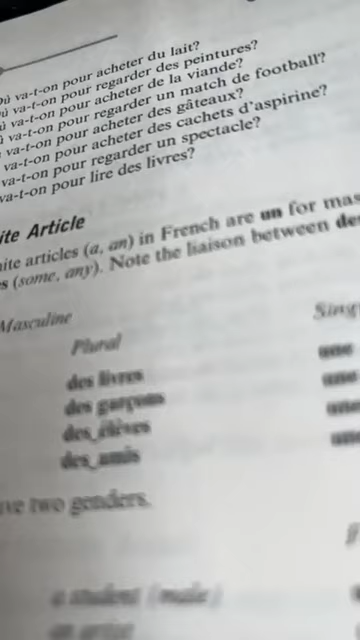 va-t-on pour acheter du lait?
va-t-on pour regarder des peintures?
va-t-on pour acheter de la viande?
va-t-on pour regarder un match de football?
va-t-on pour acheter des gâteaux?
va-t-on pour acheter des cachets d'aspirine?
va-t-on pour regarder un spectacle?
va-t-on pour lire des livres?
ite Article
ite articles (a, an) in French are un for mas
s (some, any). Note the liaison between des
Masculine
Plural
Sing
des livres
une
des garçons
une
des élèves
une
des amis
une
ve two genders.
a student (male)
an artist